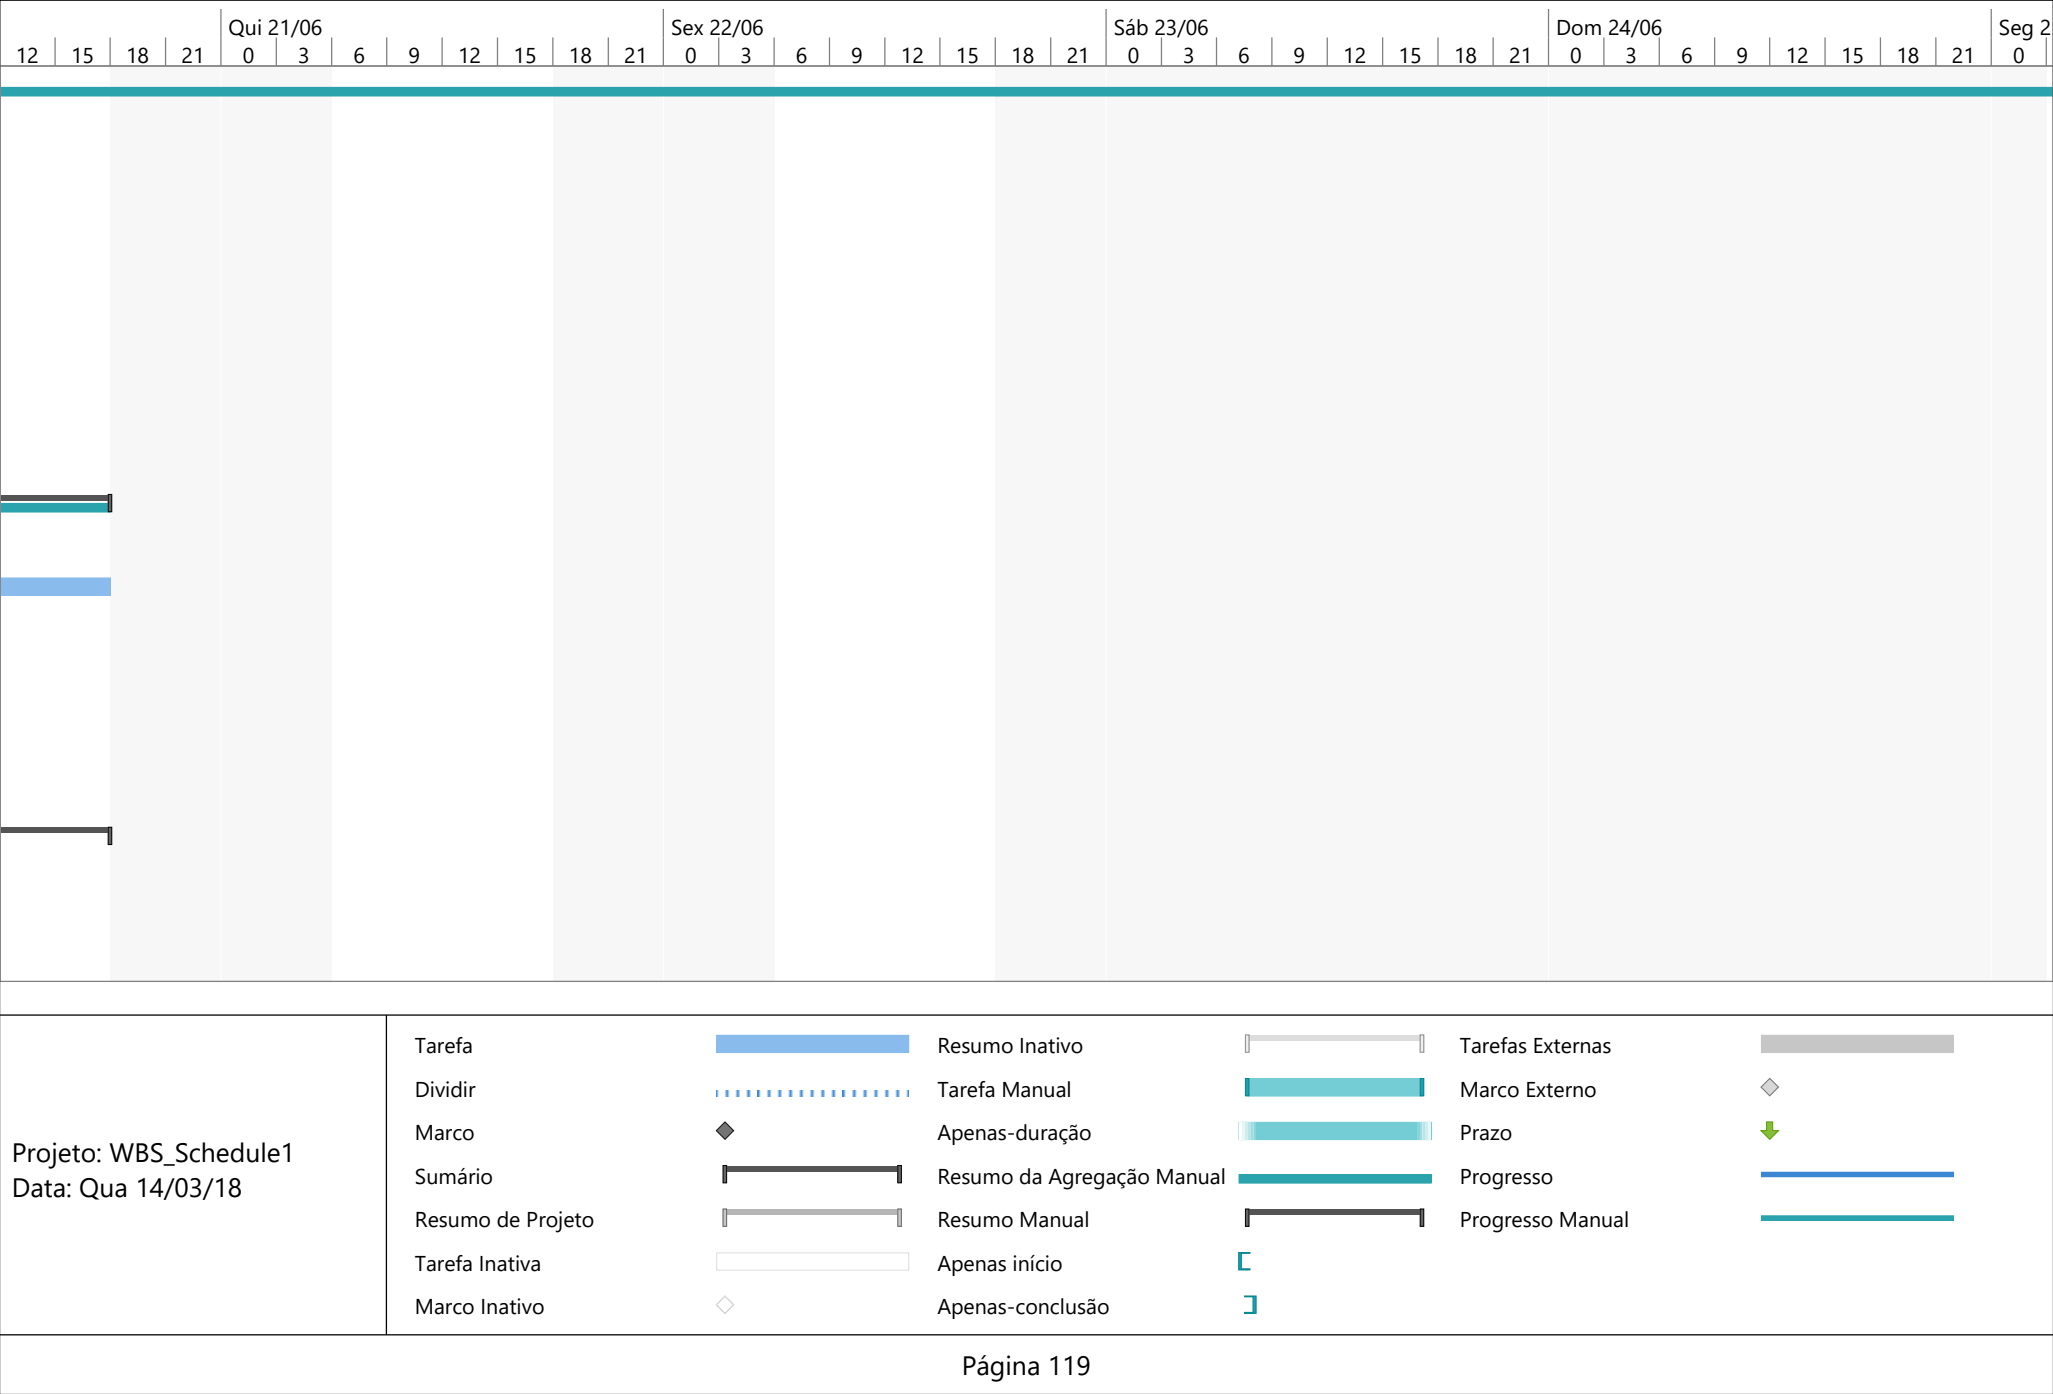 Qui 21/06 Sex 22/06 Sáb 23/06 Dom 24/06 Seg 2
12 15 18 21 0 3 6 9 12 15 18 21 0 3 6 9 12 15 18 21 0 3 6 9 12 15 18 21 0 3 6 9 12 15 18 21 0
Projeto: WBS_Schedule1
Data: Qua 14/03/18
Tarefa
Dividir
Marco
Sumário
Resumo de Projeto
Tarefa Inativa
Marco Inativo
Resumo Inativo
Tarefa Manual
Apenas-duração
Resumo da Agregação Manual
Resumo Manual
Apenas início
Apenas-conclusão
Tarefas Externas
Marco Externo
Prazo
Progresso
Progresso Manual
Página 119